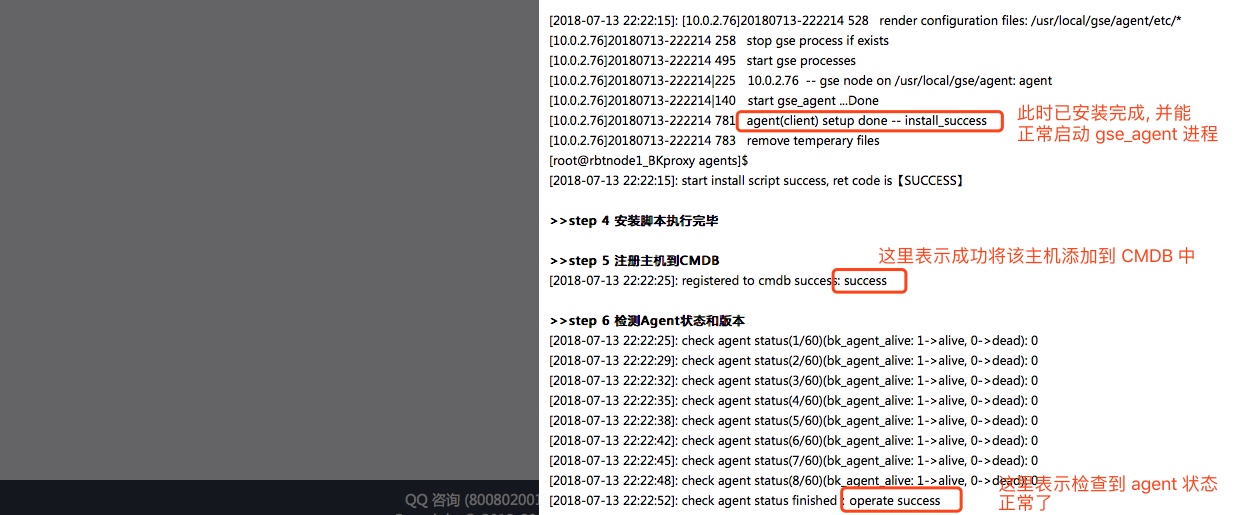 [2018-07-13 22:22:15]: [10.0.2.76]20180713-222214 528 render configuration files: /usr/local/gse/agent/etc/*
[10.0.2.76]20180713-222214 258 stop gse process if exists
[10.0.2.76]20180713-222214 495 start gse processes
[10.0.2.76]20180713-222214|225 10.0.2.76 -- gse node on /usr/local/gse/agent: agent
[10.0.2.76]20180713-222214|140 start gse_agent ...Done
[10.0.2.76]20180713-222214 781 agent(client) setup done -- install_success
此时已安装完成, 并能
正常启动 gse_agent 进程
[10.0.2.76]20180713-222214 783 remove temperary files
[root@rbtnode1_BKproxy agents]$
[2018-07-13 22:22:15]: start install script success, ret code is【SUCCESS】
>>step 4 安装脚本执行完毕
>>step 5 注册主机到CMDB
这里表示成功将该主机添加到 CMDB 中
[2018-07-13 22:22:25]: registered to cmdb success: success
>>step 6 检测Agent状态和版本
[2018-07-13 22:22:25]: check agent status(1/60)(bk_agent_alive: 1->alive, 0->dead): 0
[2018-07-13 22:22:29]: check agent status(2/60)(bk_agent_alive: 1->alive, 0->dead): 0
[2018-07-13 22:22:32]: check agent status(3/60)(bk_agent_alive: 1->alive, 0->dead): 0
[2018-07-13 22:22:35]: check agent status(4/60)(bk_agent_alive: 1->alive, 0->dead): 0
[2018-07-13 22:22:38]: check agent status(5/60)(bk_agent_alive: 1->alive, 0->dead): 0
[2018-07-13 22:22:42]: check agent status(6/60)(bk_agent_alive: 1->alive, 0->dead): 0
[2018-07-13 22:22:45]: check agent status(7/60)(bk_agent_alive: 1->alive, 0->dead): 0
[2018-07-13 22:22:48]: check agent status(8/60)(bk_agent_alive: 1->alive, 0->dead): 0
[2018-07-13 22:22:52]: check agent status finished : operate success
这里表示检查到 agent 状态
正常了
QQ 咨询 (800802001